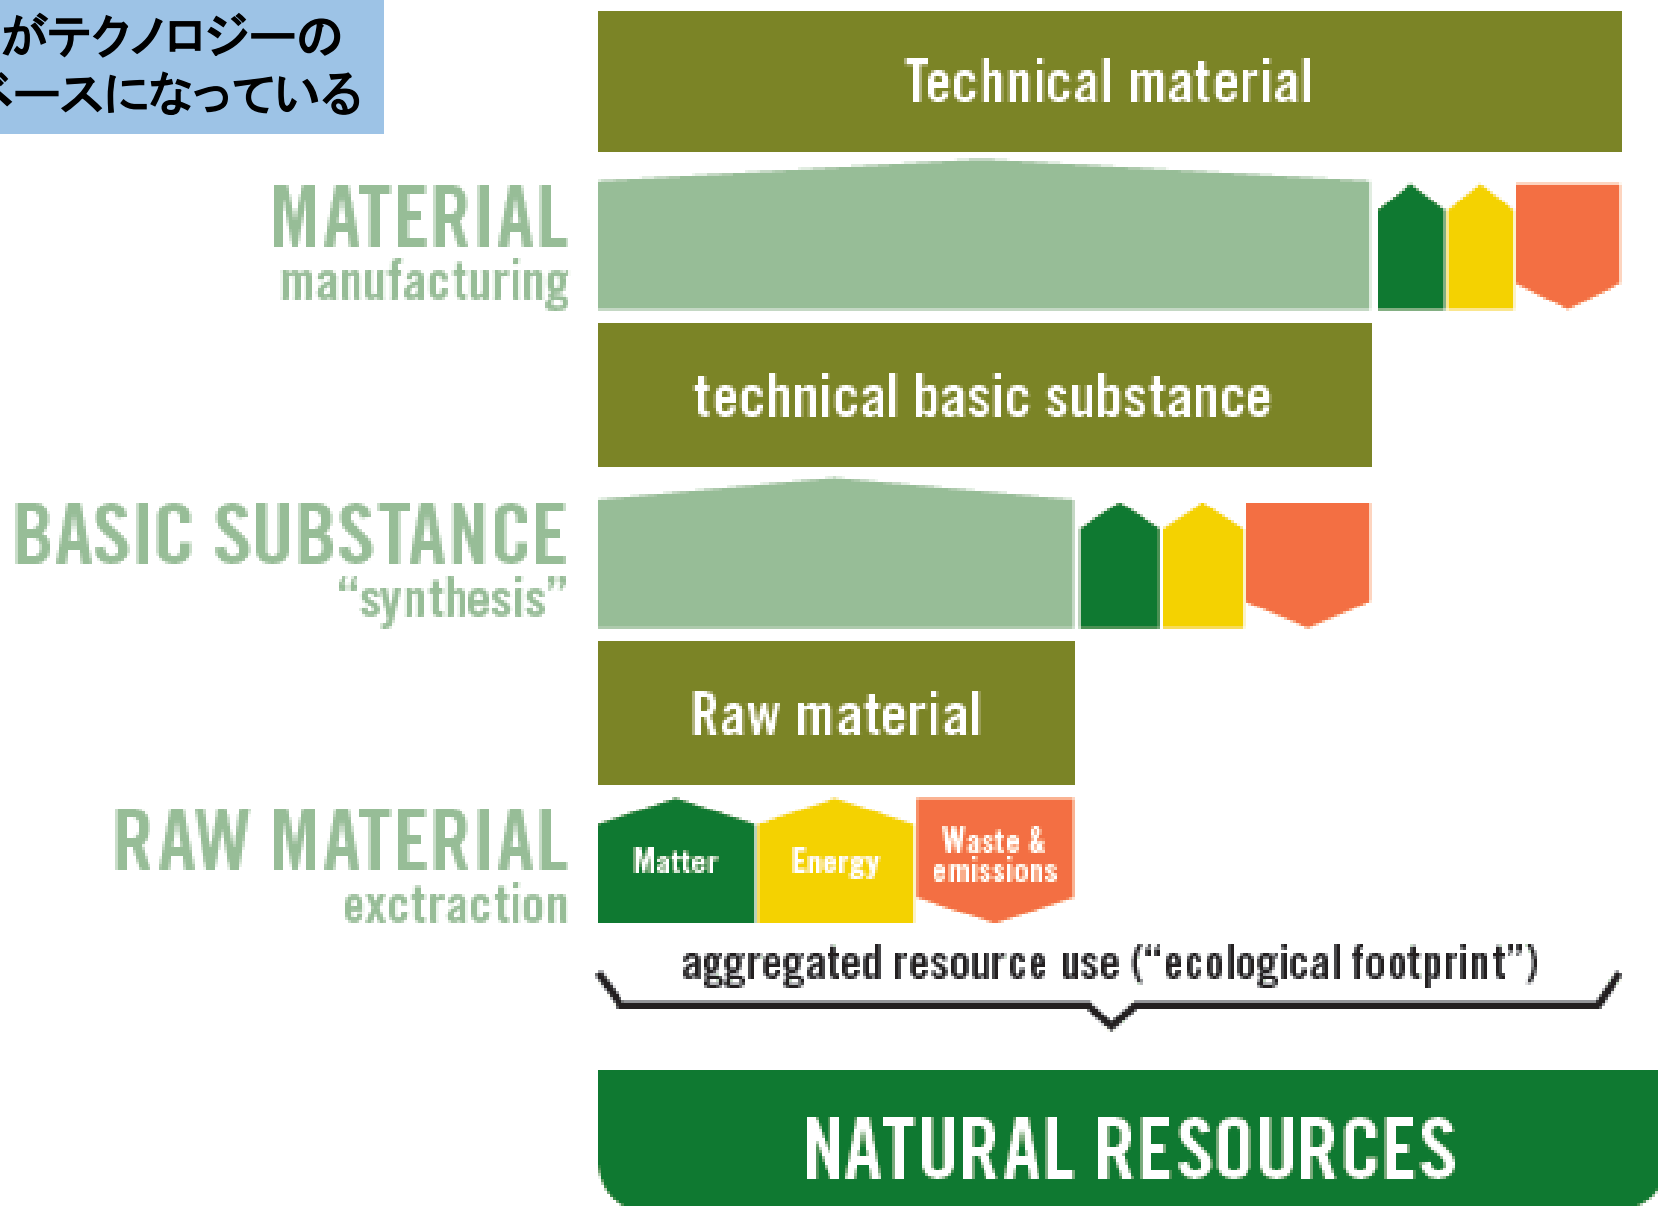 がテクノロジーの
ベースになっている
Technical material
MATERIAL
manufacturing
technical basic substance
BASIC SUBSTANCE
“synthesis”
Raw material
RAW MATERIAL
exctraction
Matter
Energy
Waste &
emissions
aggregated resource use (“ecological footprint”)
NATURAL RESOURCES